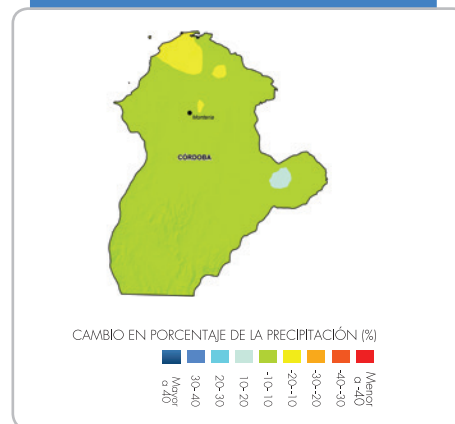 Montería
CÓRDOBA
CAMBIO EN PORCENTAJE DE LA PRECIPITACIÓN (%)
Mayor a 40
30- 40
20-30
10- 20
-10-10
-20--10
-30--20
-40--30
Menor a -40